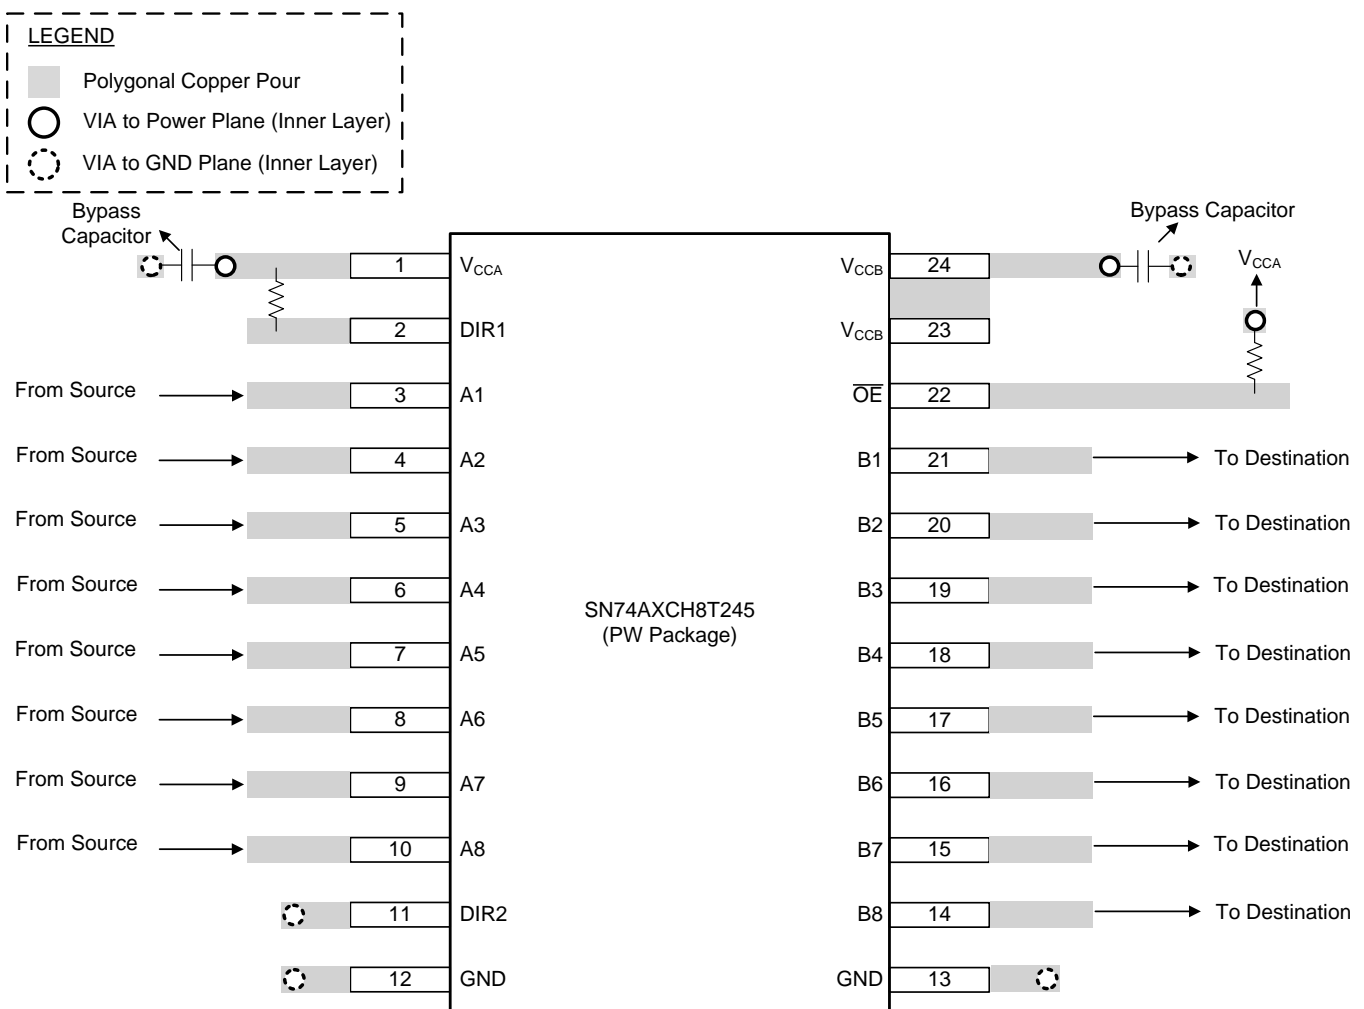 LEGEND
Polygonal Copper Pour
VIA to Power Plane (Inner Layer)
VIA to GND Plane (Inner Layer)
Bypass
Capacitor
Bypass Capacitor
VCCA
1 VCCA
VCCB 24
2 DIR1
VCCB 23
From Source 3 A1
OE 22
From Source 4 A2
B1 21 To Destination
From Source 5 A3
B2 20 To Destination
From Source 6 A4
B3 19 To Destination
SN74AXCH8T245
(PW Package)
From Source 7 A5
B4 18 To Destination
From Source 8 A6
B5 17 To Destination
From Source 9 A7
B6 16 To Destination
From Source 10 A8
B7 15 To Destination
11 DIR2
B8 14 To Destination
12 GND
GND 13